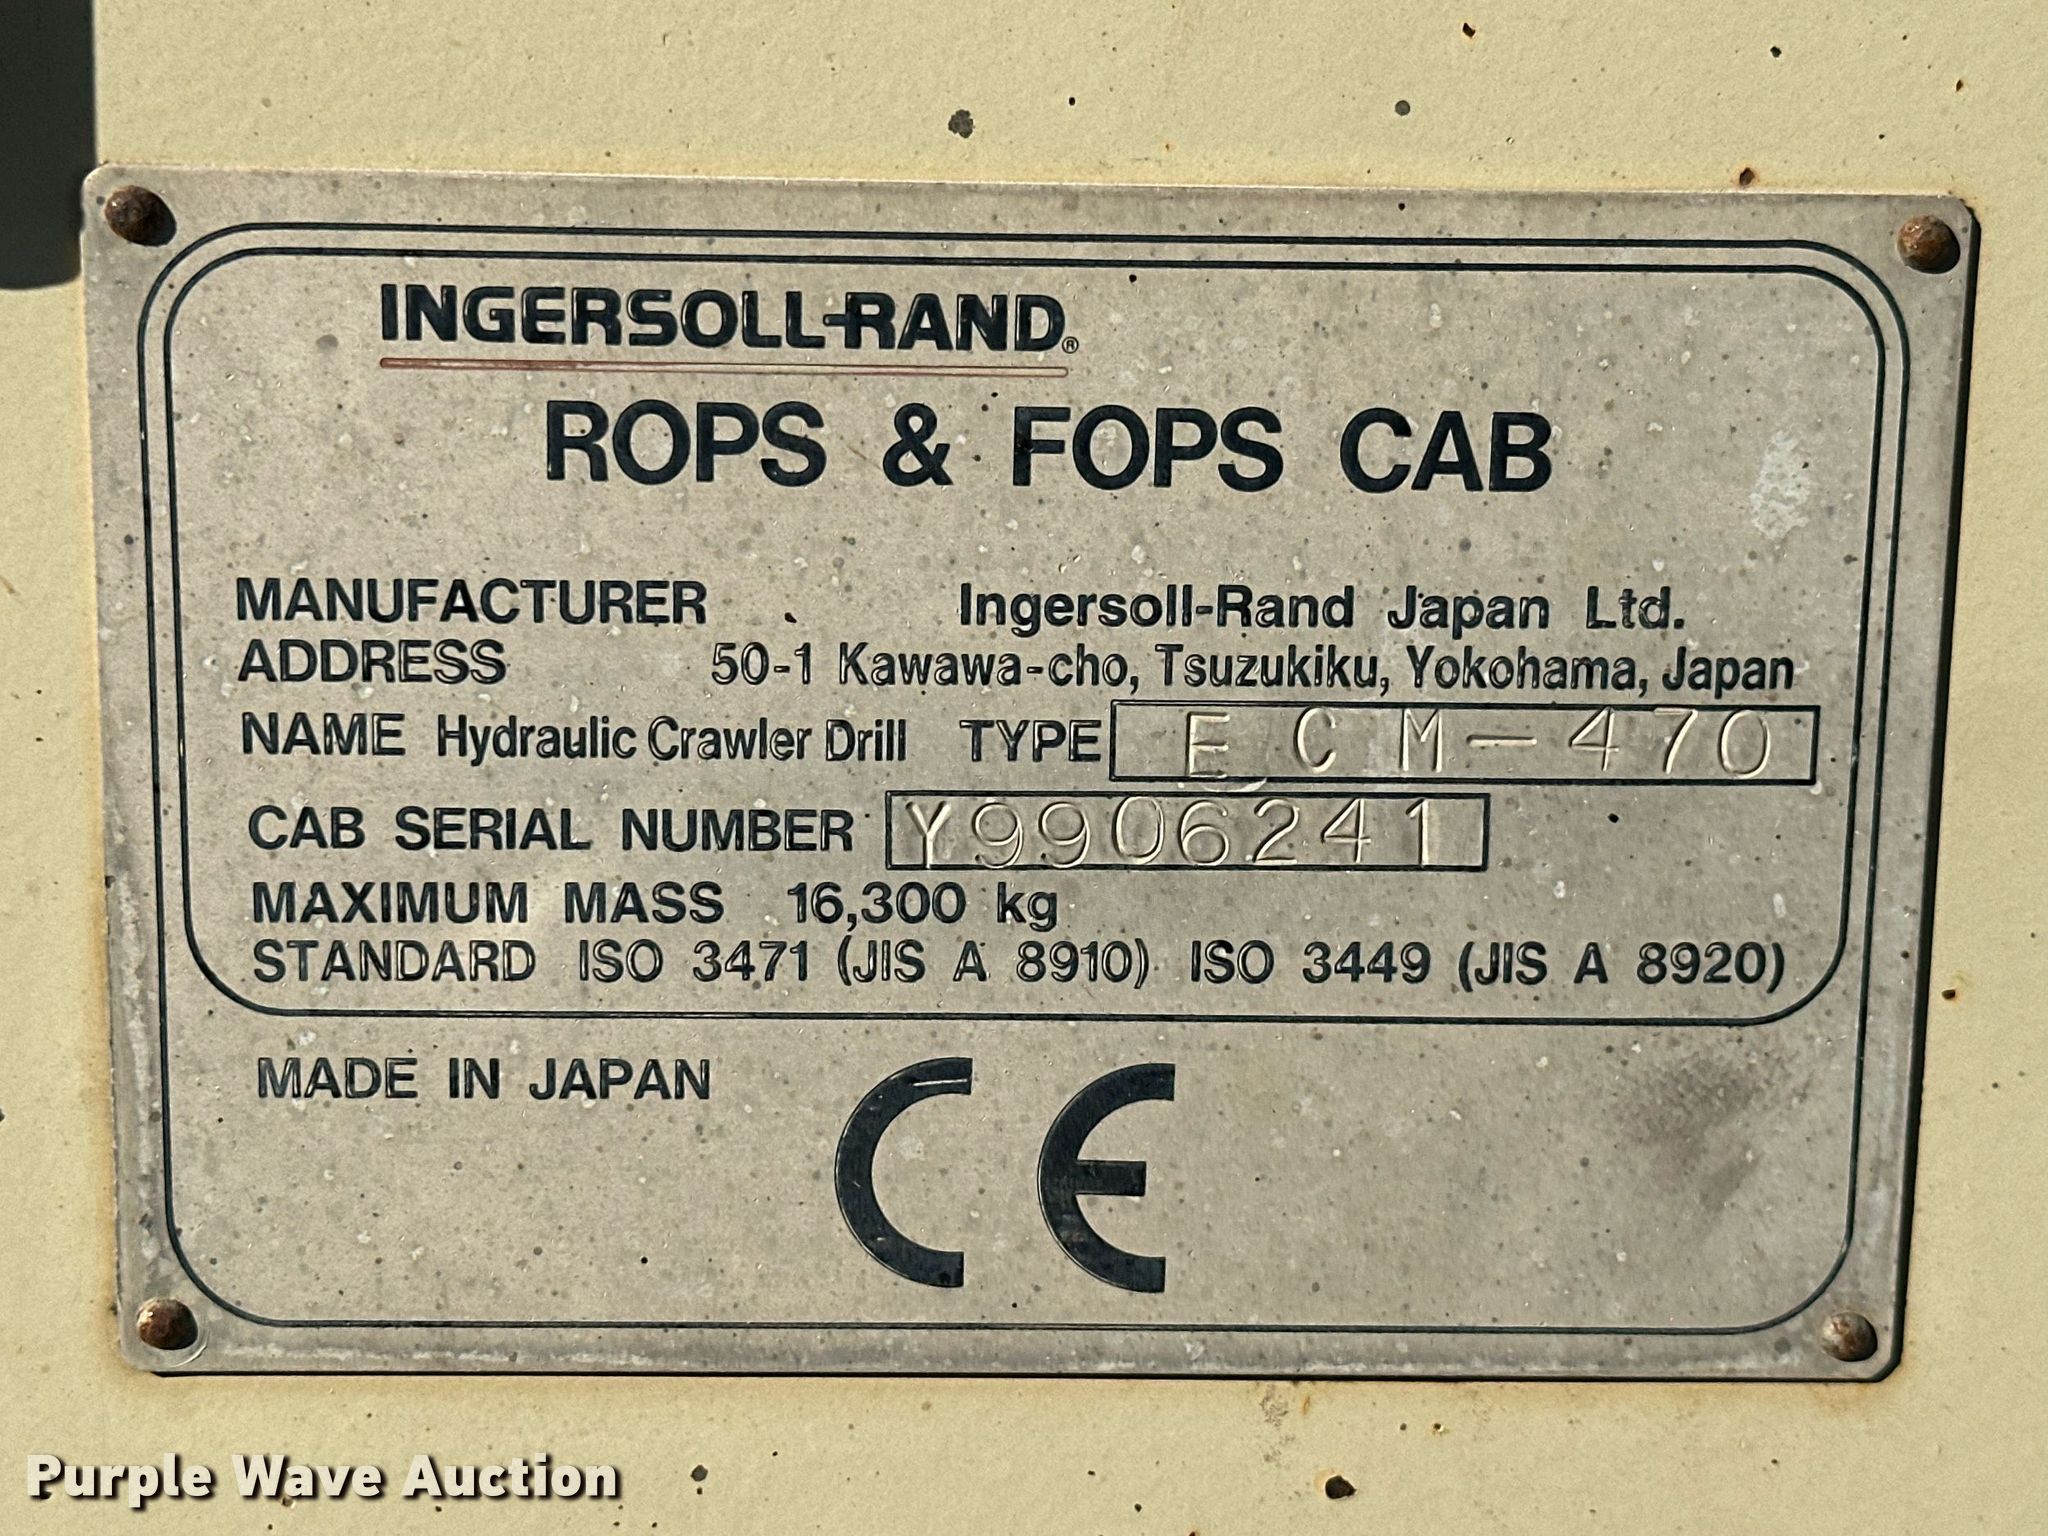 INGERSOLL-RAND®
ROPS & FOPS CAB
MANUFACTURER Ingersoll-Rand Japan Ltd.
ADDRESS 50-1 Kawawa-cho, Tsuzukiku, Yokohama, Japan
NAME Hydraulic Crawler Drill TYPE ECM-470
CAB SERIAL NUMBER Y9906241
MAXIMUM MASS 16,300 kg
STANDARD ISO 3471 (JIS A 8910) ISO 3449 (JIS A 8920)
MADE IN JAPAN CE
Purple Wave Auction